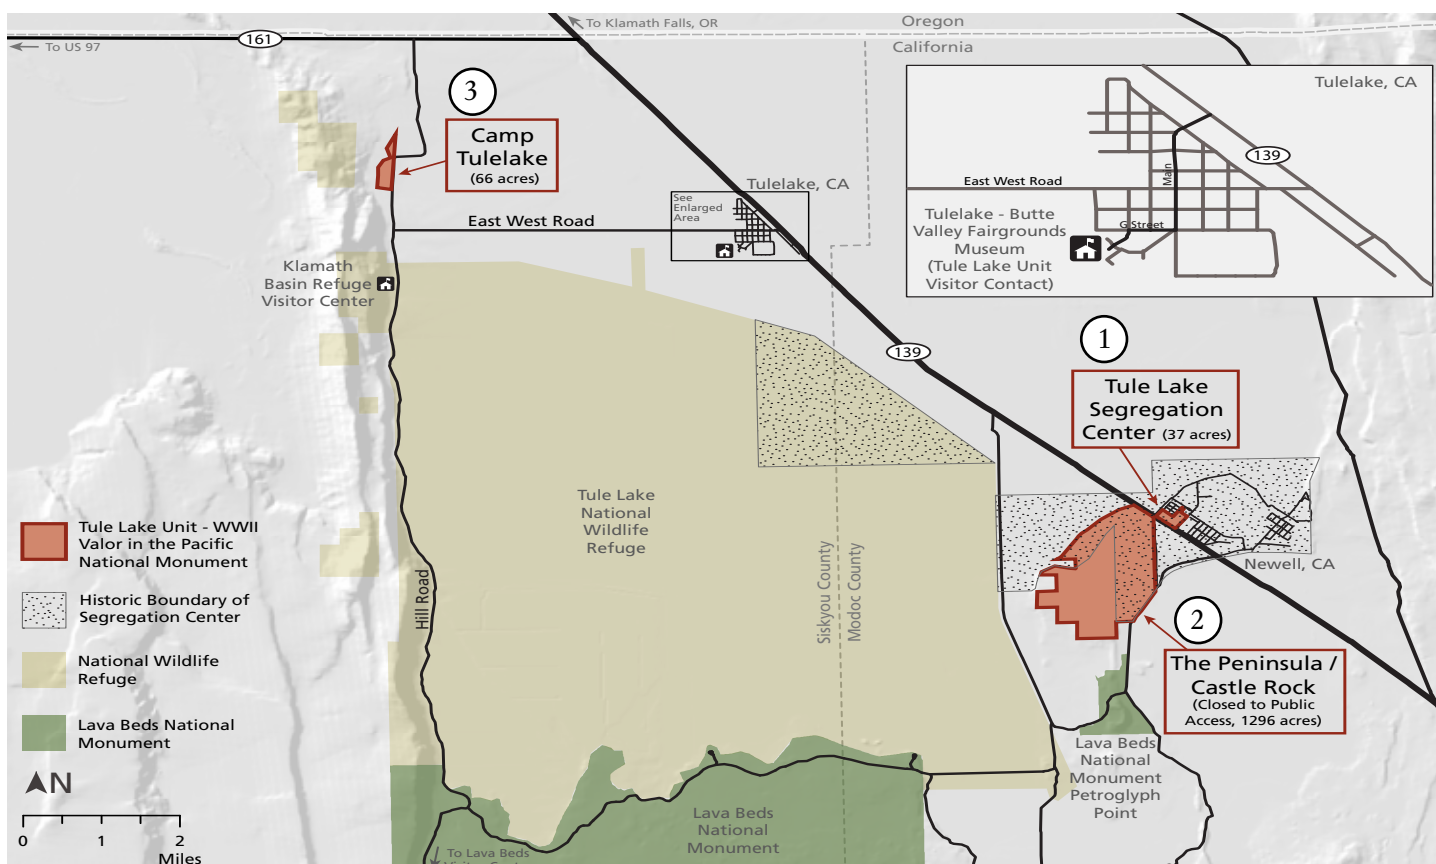 To Klamath Falls, OR
Oregon
California
To US 97
161
3
Camp
Tulelake
(66 acres)
Tulelake, CA
See
Enlarged
Area
East West Road
Klamath
Basin Refuge
Visitor Center
Tulelake, CA
139
East West Road
Main
G Street
Tulelake - Butte
Valley Fairgrounds
Museum
(Tule Lake Unit
Visitor Contact)
139
1
Tule Lake
Segregation
Center (37 acres)
Newell, CA
Tule Lake
National
Wildlife
Refuge
Siskyou County
Modoc County
Hill Road
2
The Peninsula /
Castle Rock
(Closed to Public
Access, 1296 acres)
Lava Beds
National
Monument
Petroglyph
Point
Lava Beds
National
Monument
To Lava Beds
Tule Lake Unit - WWII
Valor in the Pacific
National Monument
Historic Boundary of
Segregation Center
National Wildlife
Refuge
Lava Beds National
Monument
N
0 1 2
Miles